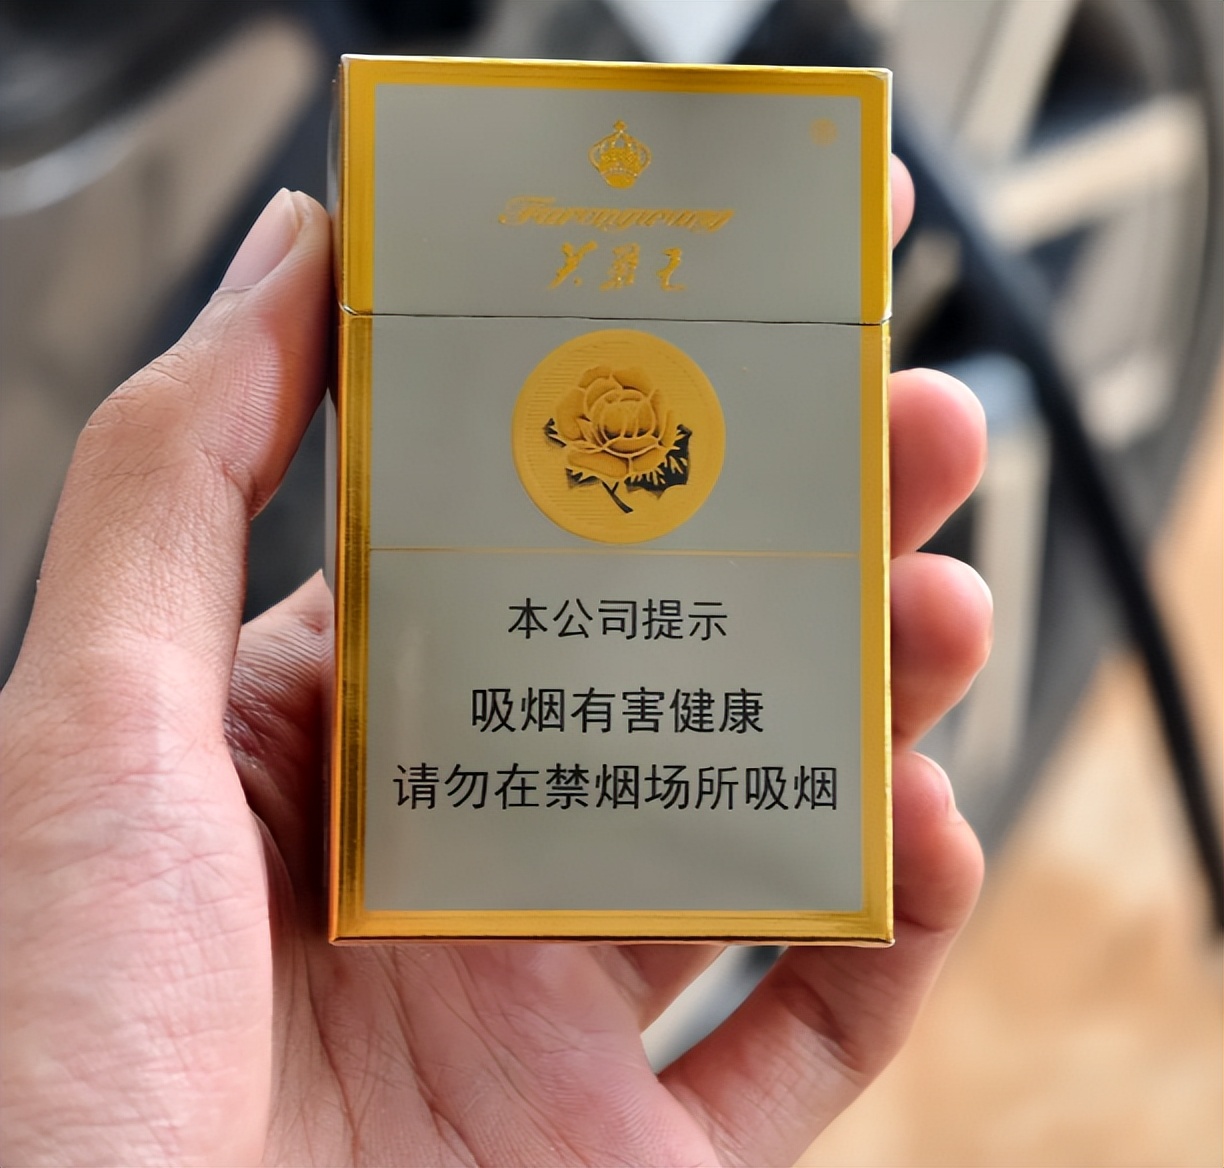 Furongwang
芙蓉王
本公司提示
吸烟有害健康
请勿在禁烟场所吸烟